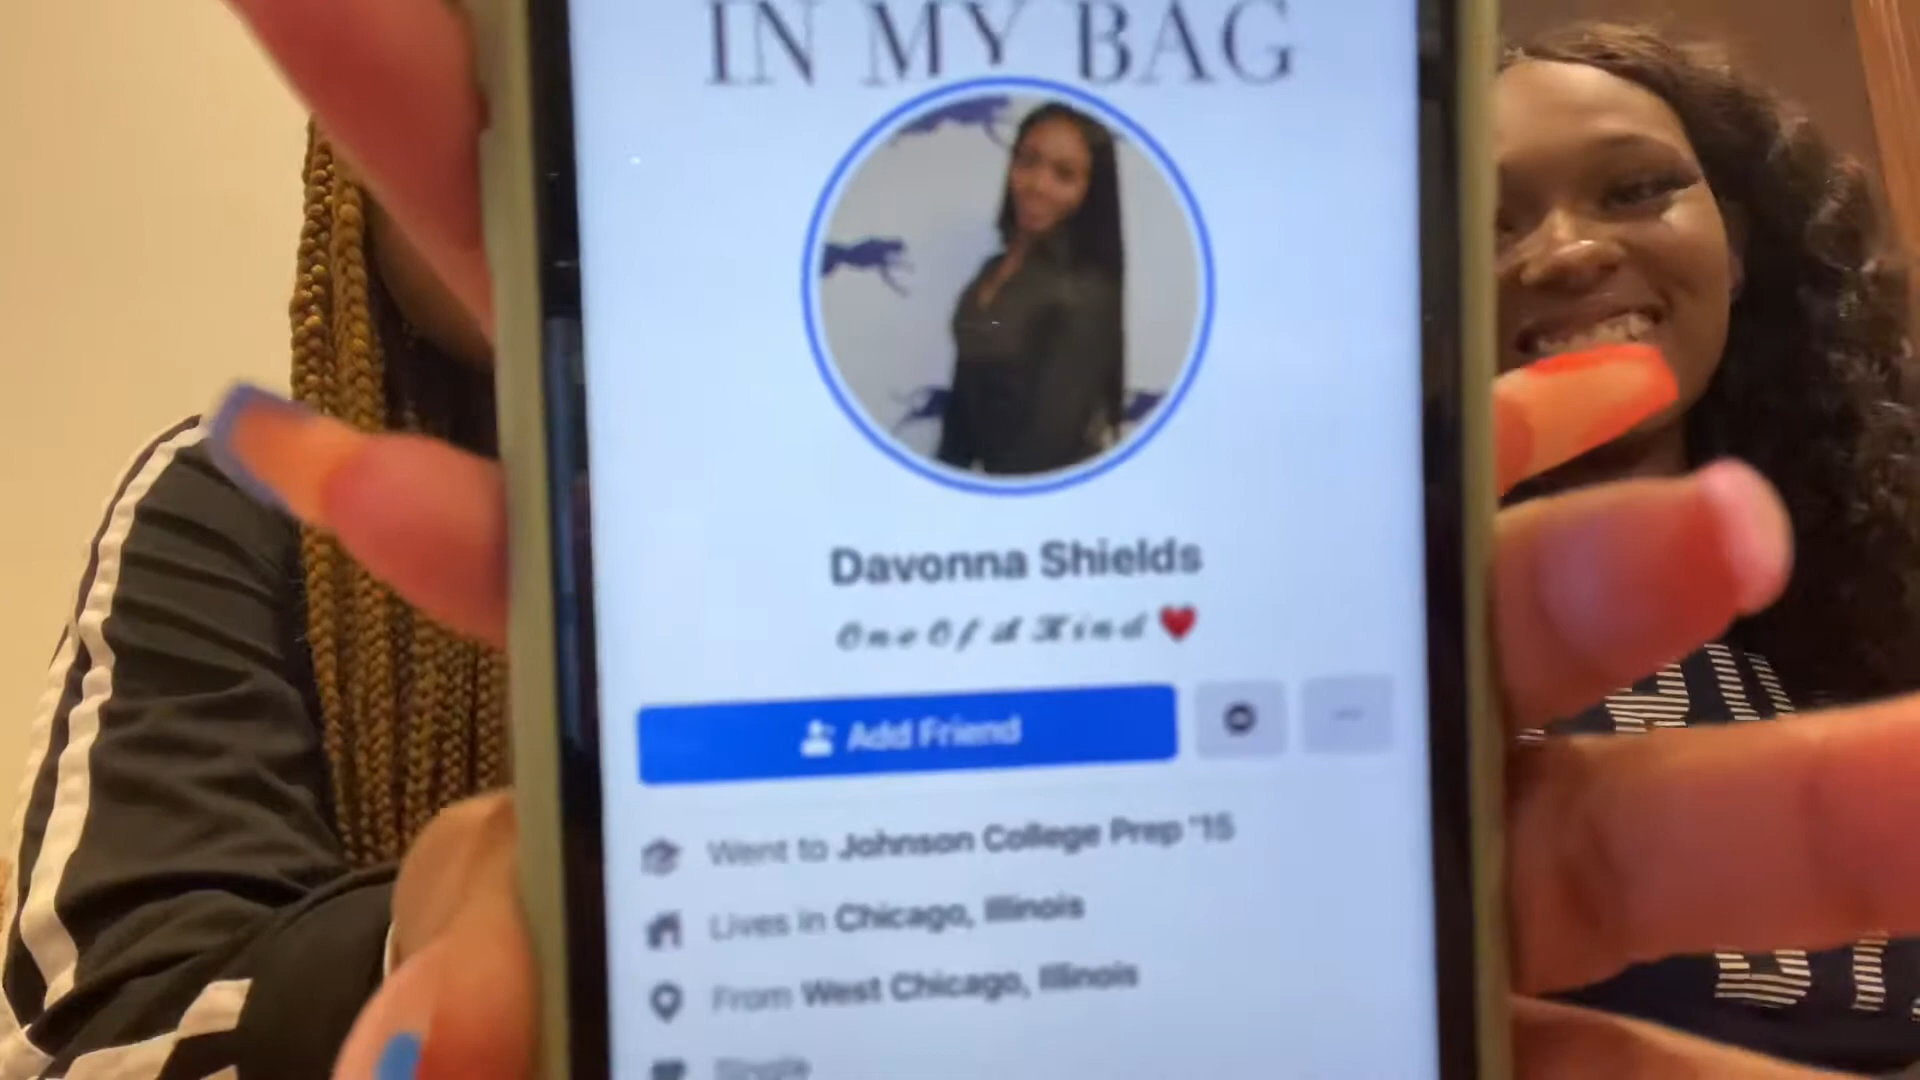 IN MY BAG
Davonna Shields
One Of A Kind ❤️
Add Friend
Went to Johnson College Prep '15
Lives in Chicago, Illinois
From West Chicago, Illinois
Single